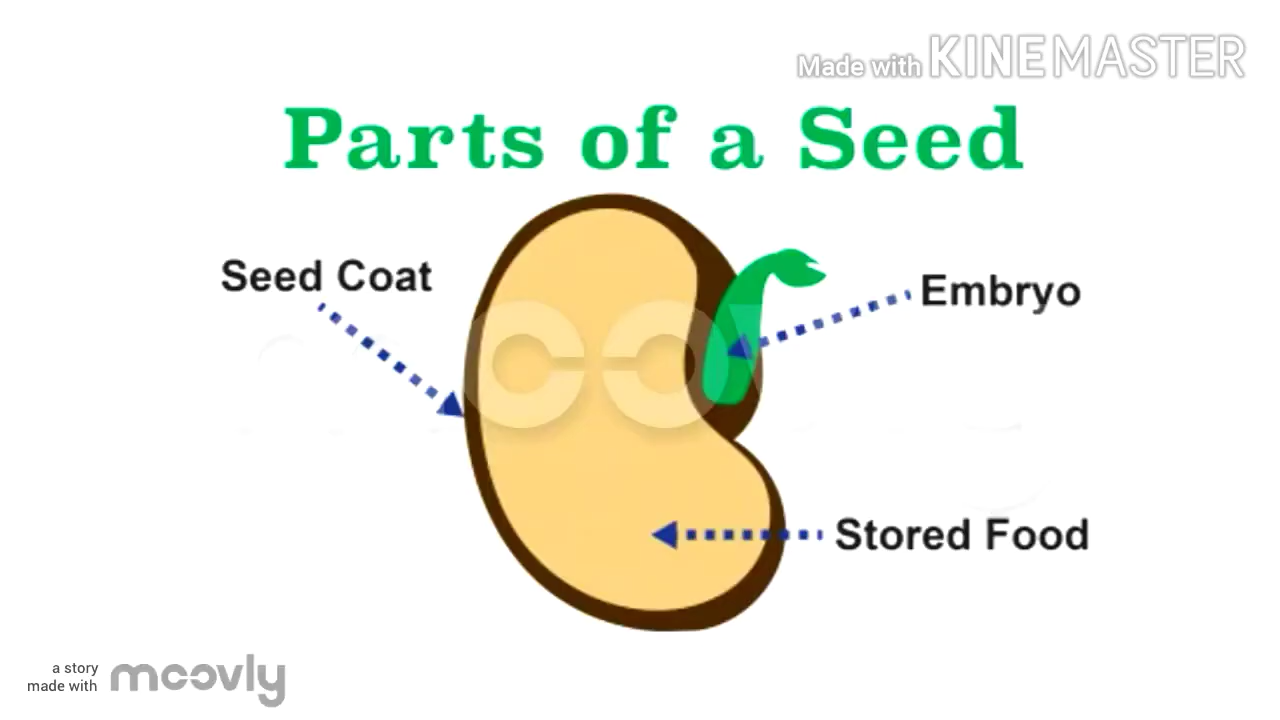 Made with KINEMASTER
Parts of a Seed
Seed Coat
Embryo
Stored Food
a story
made with moovly